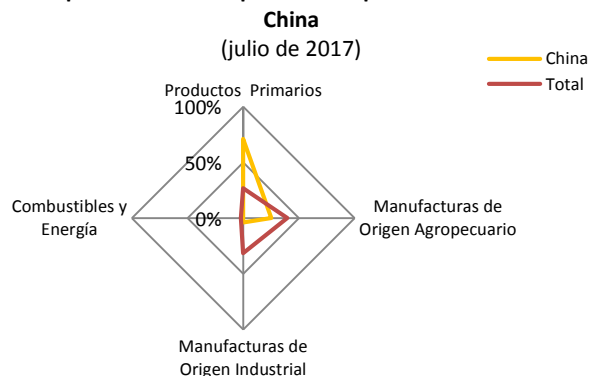 China
(julio de 2017)
China
Total
Productos Primarios
100%
50%
0%
Combustibles y
Energía
Manufacturas de
Origen Agropecuario
Manufacturas de
Origen Industrial